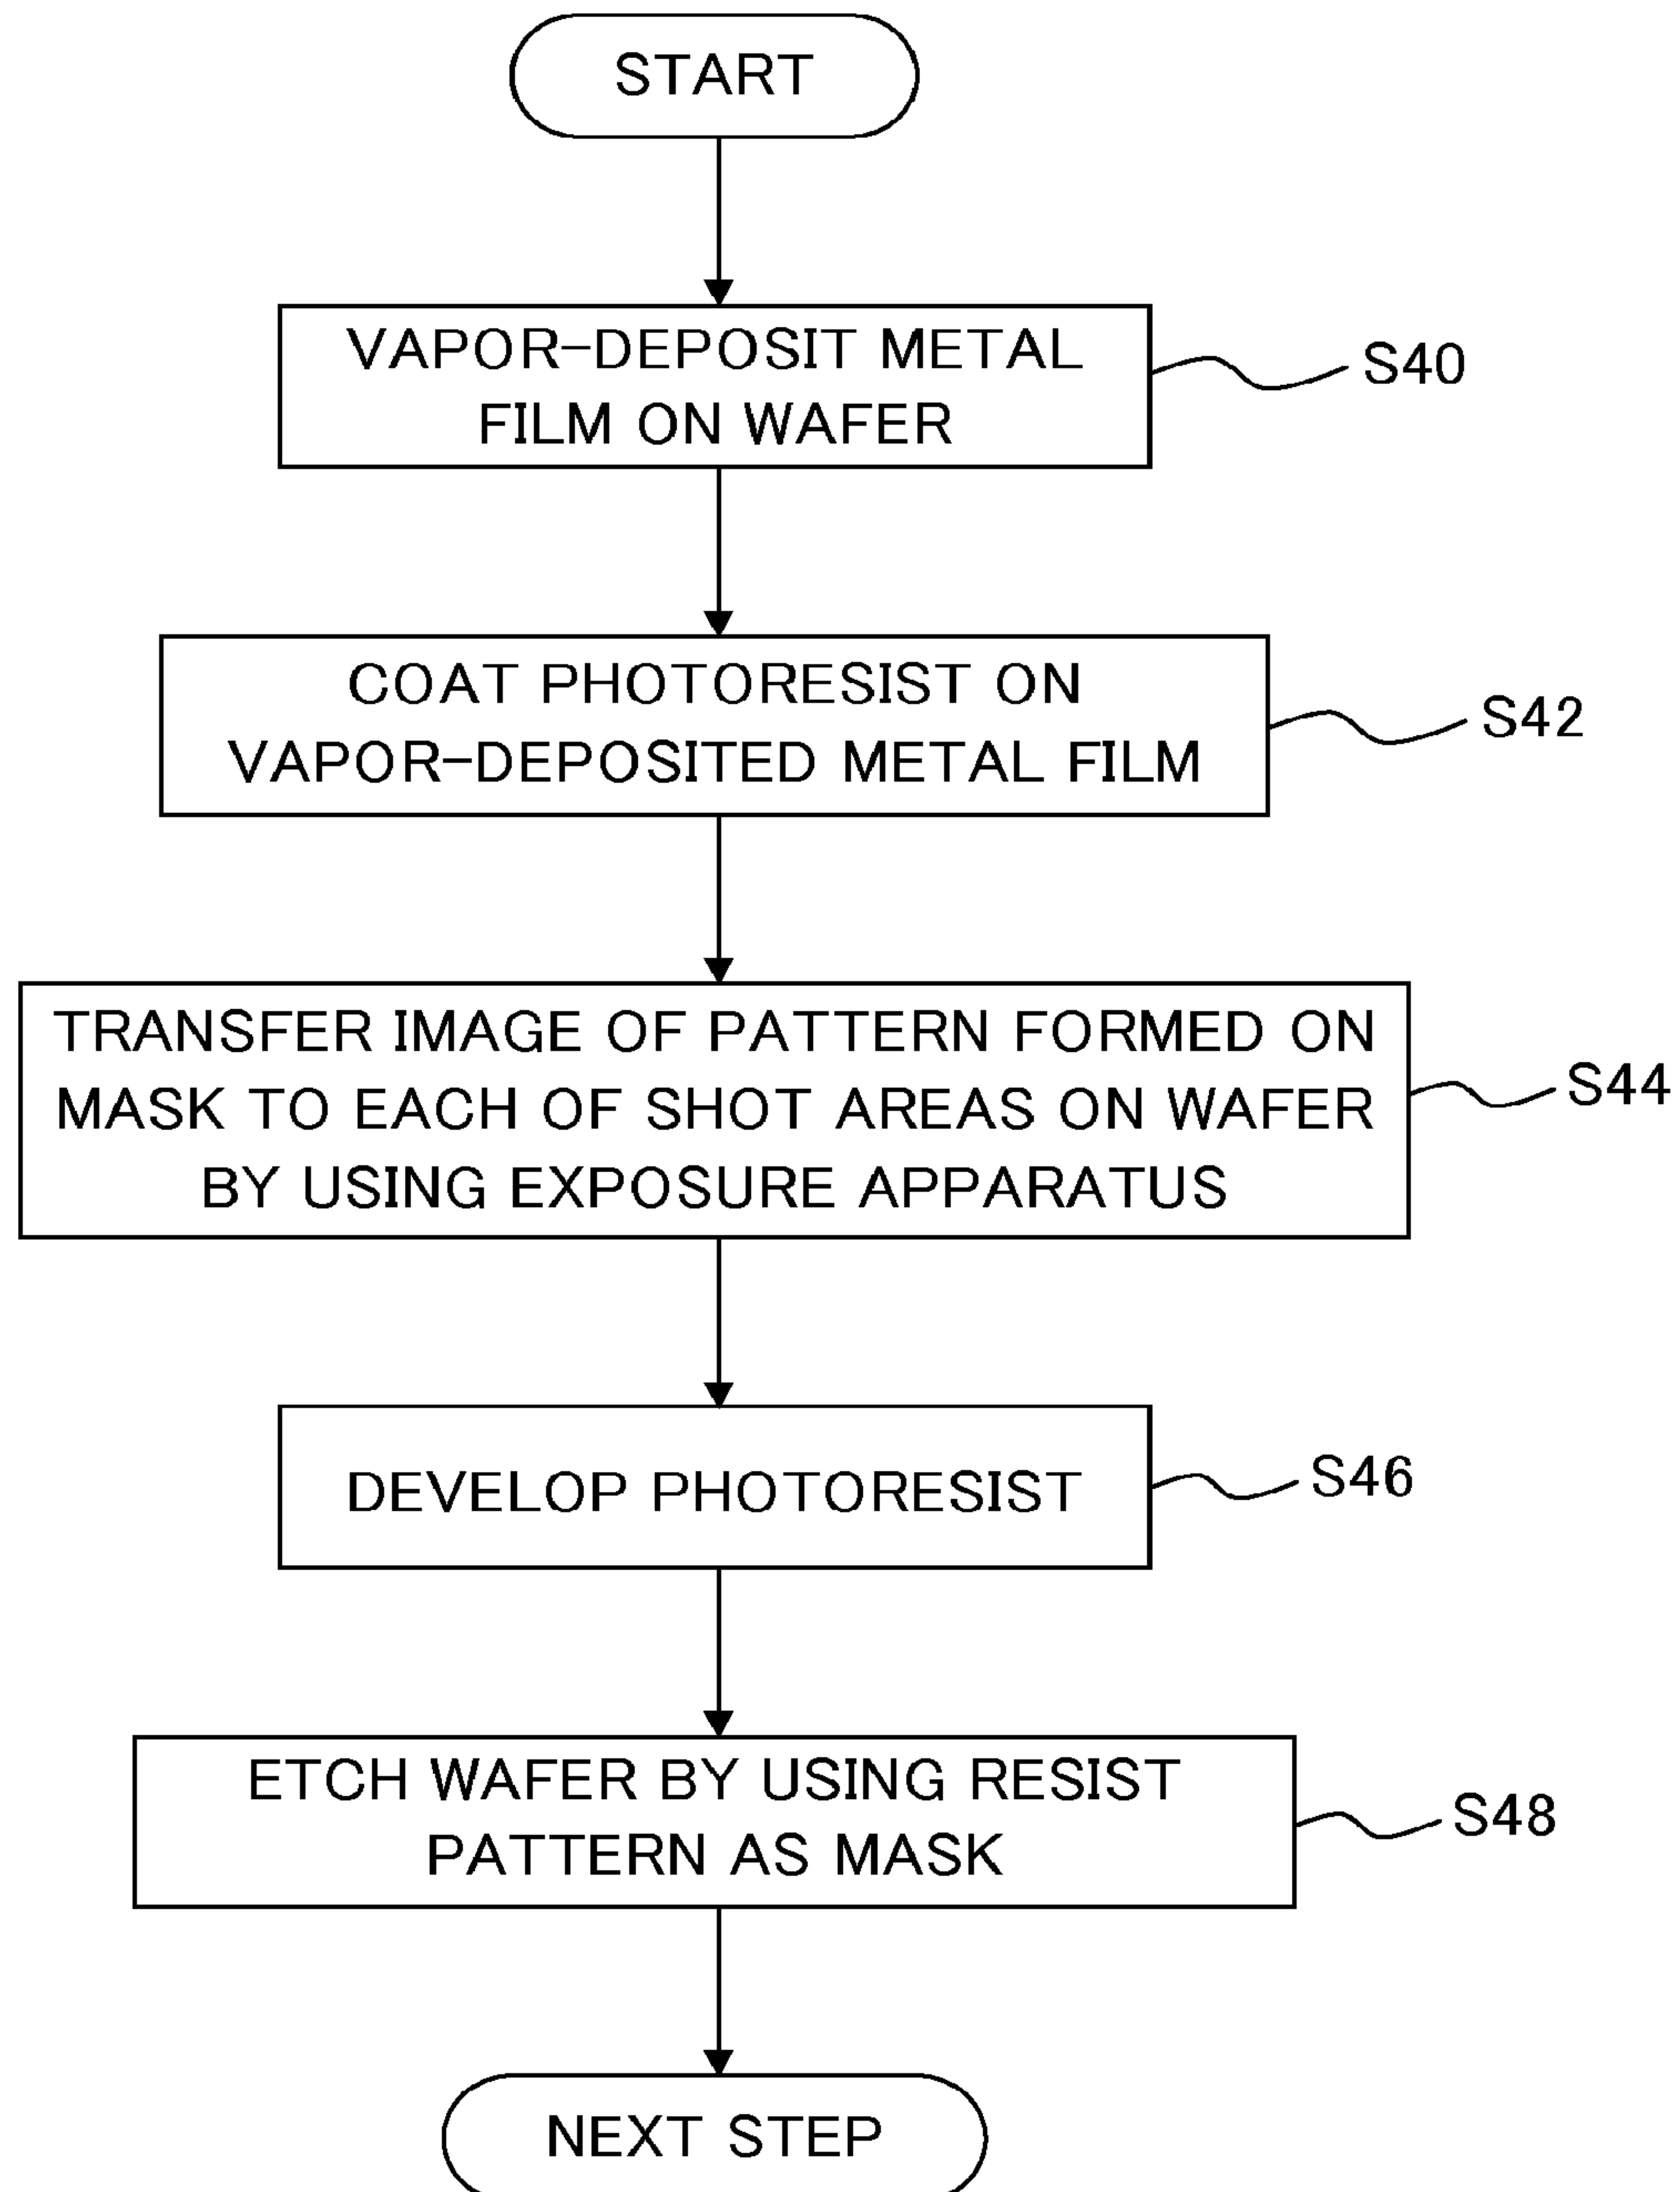 START
VAPOR-DEPOSIT METAL
FILM ON WAFER
S40
COAT PHOTORESIST ON
VAPOR-DEPOSITED METAL FILM
S42
TRANSFER IMAGE OF PATTERN FORMED ON
MASK TO EACH OF SHOT AREAS ON WAFER
BY USING EXPOSURE APPARATUS
S44
DEVELOP PHOTORESIST
S46
ETCH WAFER BY USING RESIST
PATTERN AS MASK
S48
NEXT STEP